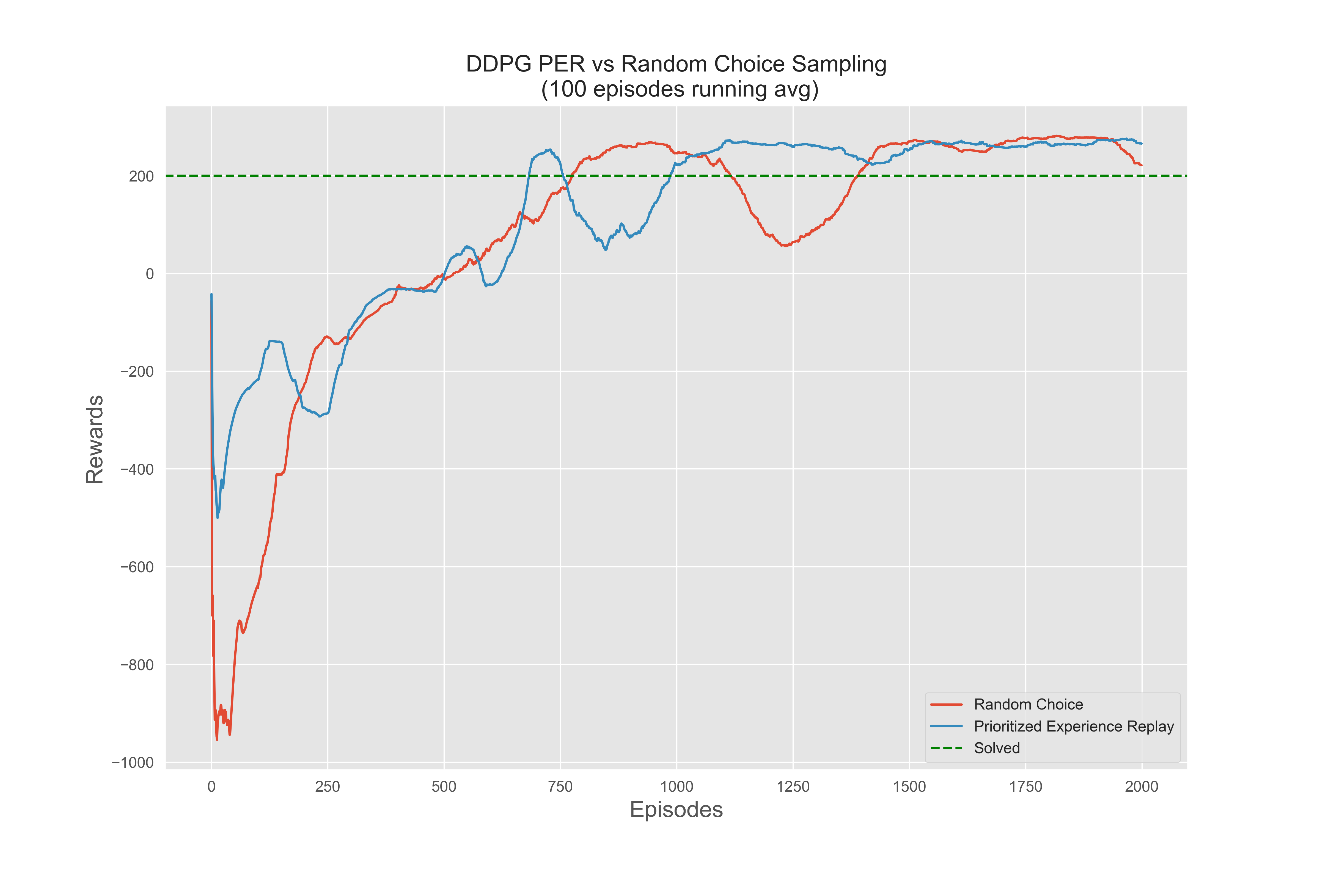 DDPG PER vs Random Choice Sampling
(100 episodes running avg)
200
0
−200
−400
−600
−800
−1000
Rewards
0 250 500 750 1000 1250 1500 1750 2000
Episodes
Random Choice
Prioritized Experience Replay
Solved